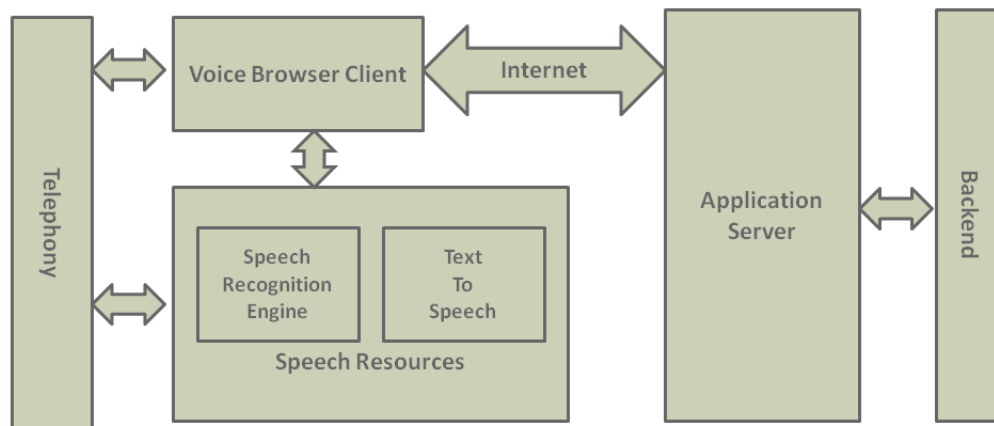 Telephony
Voice Browser Client
Internet
Speech
Recognition
Engine
Text
To
Speech
Speech Resources
Application
Server
Backend